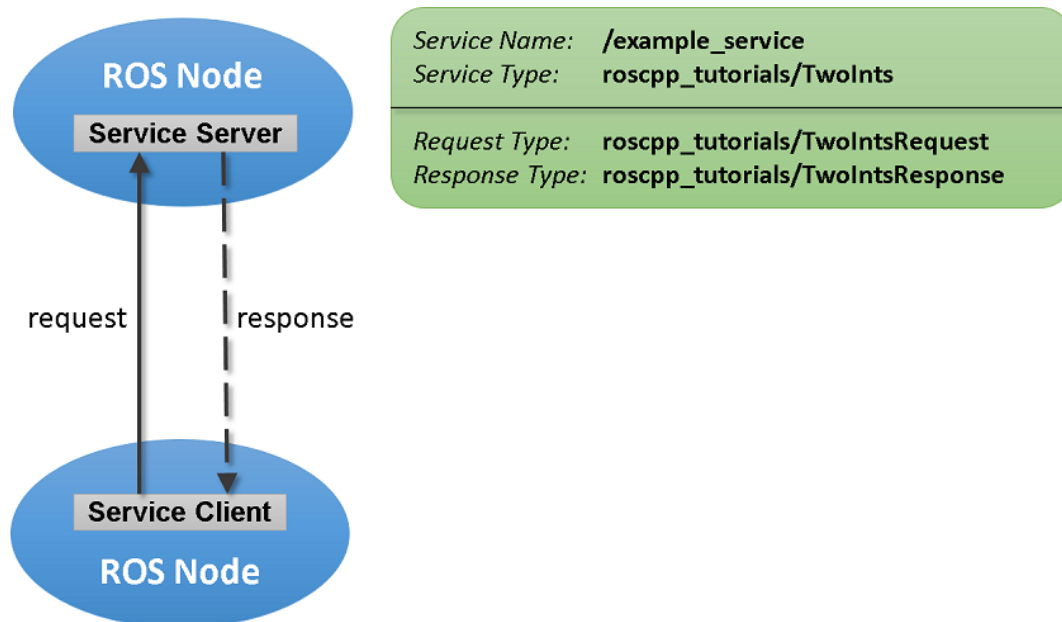 ROS Node
Service Server
Service Name: /example_service
Service Type: roscpp_tutorials/TwoInts
Request Type: roscpp_tutorials/TwoIntsRequest
Response Type: roscpp_tutorials/TwoIntsResponse
request
response
Service Client
ROS Node